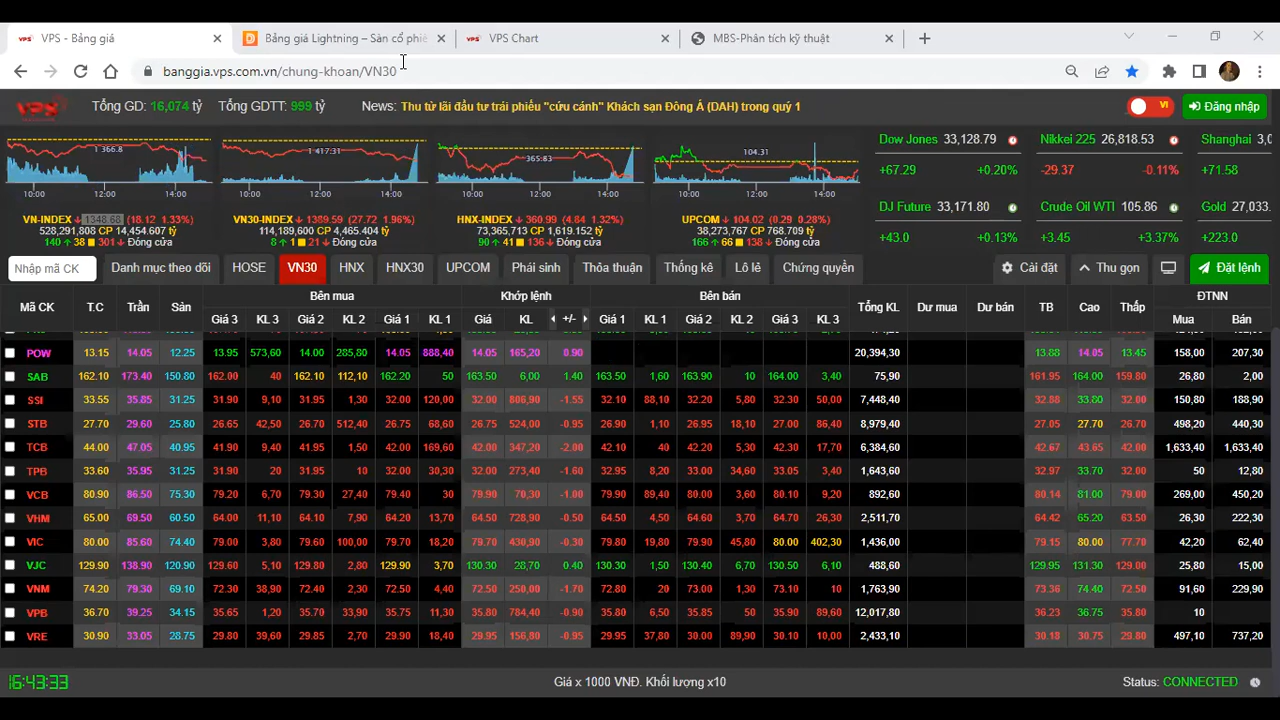 VPS - Bảng giá
Bảng giá Lightning – Sàn cổ phiế
VPS Chart
MBS-Phân tích kỹ thuật
banggia.vps.com.vn/chung-khoan/VN30
VPS Tổng GD: 16,074 tỷ Tổng GDTT: 999 tỷ News: Thu từ lãi đầu tư trái phiếu "cứu cánh" Khách sạn Đông Á (DAH) trong quý 1 VI Đăng nhập
1 366.8 1 417.31 365.83 104.31
10:00 12:00 14:00 10:00 12:00 14:00 10:00 12:00 14:00 10:00 12:00 14:00
Dow Jones 33,128.79 Nikkei 225 26,818.53 Shanghai 3,0
+67.29 +0.20% -29.37 -0.11% +71.58
DJ Future 33,171.80 Crude Oil WTI 105.86 Gold 27,033
+43.0 +0.13% +3.45 +3.37% +223.0
VN-INDEX 1348.68 (18.12 1.33%) VN30-INDEX 1389.59 (27.72 1.96%) HNX-INDEX 360.99 (4.84 1.32%) UPCOM 104.02 (0.29 0.28%)
528,291,808 CP 14,454.607 tỷ 114,189,600 CP 4,465.404 tỷ 73,365,713 CP 1,619.152 tỷ 38,273,767 CP 768.709 tỷ
140 38 301 Đóng cửa 8 1 21 Đóng cửa 90 41 136 Đóng cửa 166 66 138 Đóng cửa
Nhập mã CK Danh mục theo dõi HOSE VN30 HNX HNX30 UPCOM Phái sinh Thỏa thuận Thống kê Lô lẻ Chứng quyền Cài đặt Thu gọn Đặt lệnh
Mã CK T.C Trần Sàn Bên mua Khớp lệnh Bên bán Tổng KL Dư mua Dư bán TB Cao Thấp ĐTNN
Giá 3 KL 3 Giá 2 KL 2 Giá 1 KL 1 Giá KL +/- Giá 1 KL 1 Giá 2 KL 2 Giá 3 KL 3 Mua Bán
POW 13.15 14.05 12.25 13.95 573,60 14.00 285,80 14.05 888,40 14.05 165,20 0.90 20,394,30 13.88 14.05 13.45 158,00 207,30
SAB 162.10 173.40 150.80 162.00 40 162.10 112,10 162.20 50 163.50 6,00 1.40 163.50 1,60 163.90 10 164.00 3,40 75,90 161.95 164.00 159.80 26,80 2,00
SSI 33.55 35.85 31.25 31.90 9,10 31.95 1,30 32.00 120,00 32.00 806,90 -1.55 32.10 88,10 32.20 5,80 32.30 50,00 7,448,40 32.88 33.80 32.00 150,80 188,90
STB 27.70 29.60 25.80 26.65 42,50 26.70 512,40 26.75 68,60 26.75 524,00 -0.95 26.90 1,10 26.95 18,10 27.00 86,40 8,979,40 27.05 27.70 26.70 498,20 440,30
TCB 44.00 47.05 40.95 41.90 9,40 41.95 1,50 42.00 169,60 42.00 347,20 -2.00 42.10 40 42.20 5,30 42.30 17,70 6,384,60 42.67 43.65 42.00 1,633,40 1,633,40
TPB 33.60 35.95 31.25 31.90 20 31.95 10 32.00 30,30 32.00 273,40 -1.60 32.95 8,20 33.00 34,60 33.05 3,40 1,643,60 32.97 33.70 32.00 50 12,80
VCB 80.90 86.50 75.30 79.20 6,70 79.30 27,40 79.40 30 79.90 70,30 -1.00 79.90 89,40 80.00 3,60 80.10 9,20 892,60 80.14 81.00 79.00 269,00 450,20
VHM 65.00 69.50 60.50 64.00 11,10 64.10 7,90 64.20 13,70 64.50 728,90 -0.50 64.50 4,50 64.60 3,70 64.70 26,30 2,511,70 64.42 65.20 63.50 26,30 222,30
VIC 80.00 85.60 74.40 79.00 3,80 79.60 100,00 79.70 18,20 79.70 430,90 -0.30 79.80 19,80 79.90 45,80 80.00 402,30 1,436,00 79.15 80.00 77.70 42,20 62,40
VJC 129.90 138.90 120.90 129.60 5,10 129.80 2,80 129.90 3,70 130.30 28,70 0.40 130.30 1,50 130.40 6,70 130.50 6,10 488,60 129.95 131.30 129.00 25,80 15,00
VNM 74.20 79.30 69.10 72.30 2,30 72.40 2,30 72.50 4,50 72.50 250,00 -1.70 72.80 20 73.00 1,30 73.10 10 1,763,90 73.36 74.40 72.50 91,60 229,90
VPB 36.70 39.25 34.15 35.65 1,20 35.70 33,90 35.75 11,30 35.80 784,40 -0.90 35.80 6,50 35.85 50 35.90 89,60 12,017,80 36.23 36.75 35.80 10
VRE 30.90 33.05 28.75 29.80 39,60 29.85 2,70 29.90 18,40 29.95 156,80 -0.95 29.95 37,80 30.00 89,90 30.10 10,00 2,433,10 30.18 30.75 29.80 497,10 737,20
16:43:33 Giá x 1000 VNĐ. Khối lượng x10 Status: CONNECTED